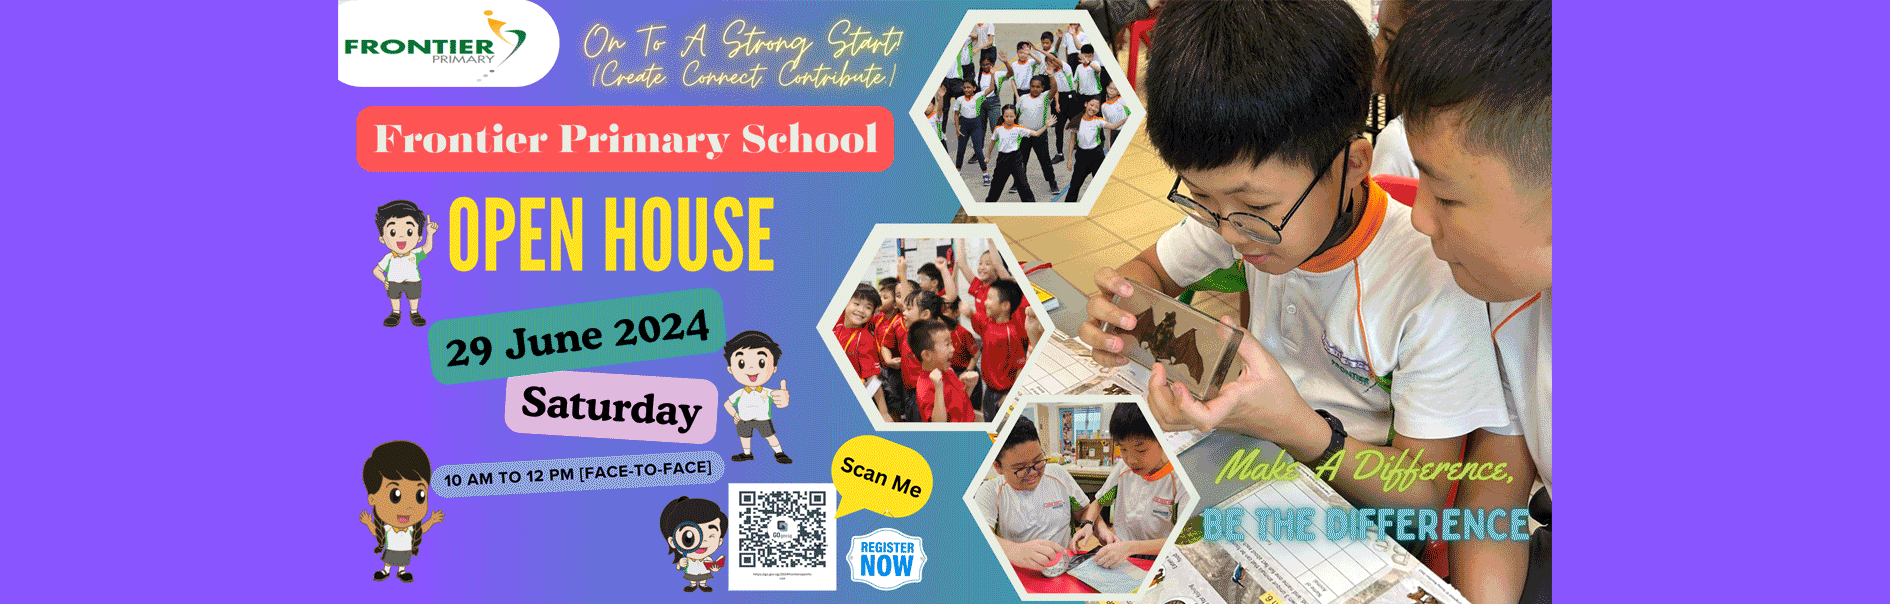 FRONTIER
PRIMARY
On To A Strong Start!
(Create. Connect. Contribute.)
Frontier Primary School
OPEN HOUSE
29 June 2024
Saturday
10 AM TO 12 PM [FACE-TO-FACE]
Scan Me
REGISTER
NOW
FRONTIER
Make A Difference,
BE THE DIFFERENCE